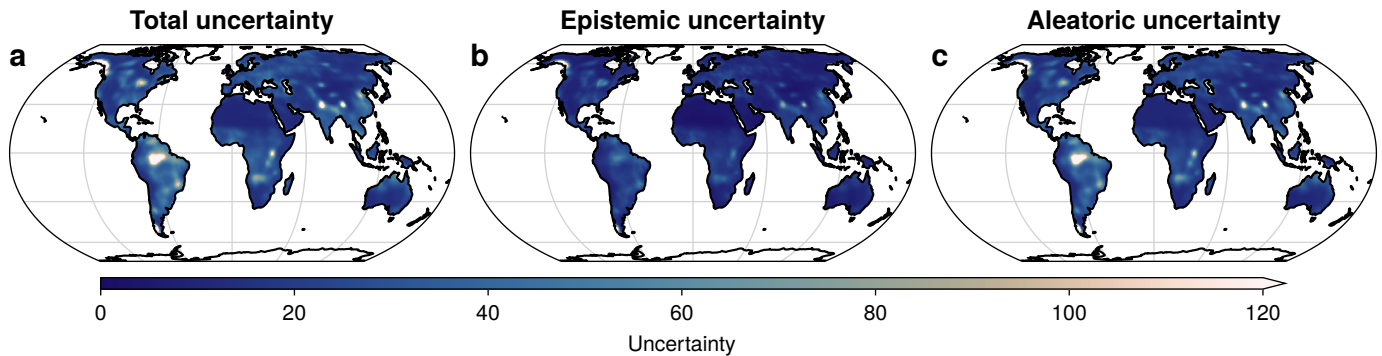 Total uncertainty
Epistemic uncertainty
Aleatoric uncertainty
a
b
c
0 20 40 60 80 100 120
Uncertainty